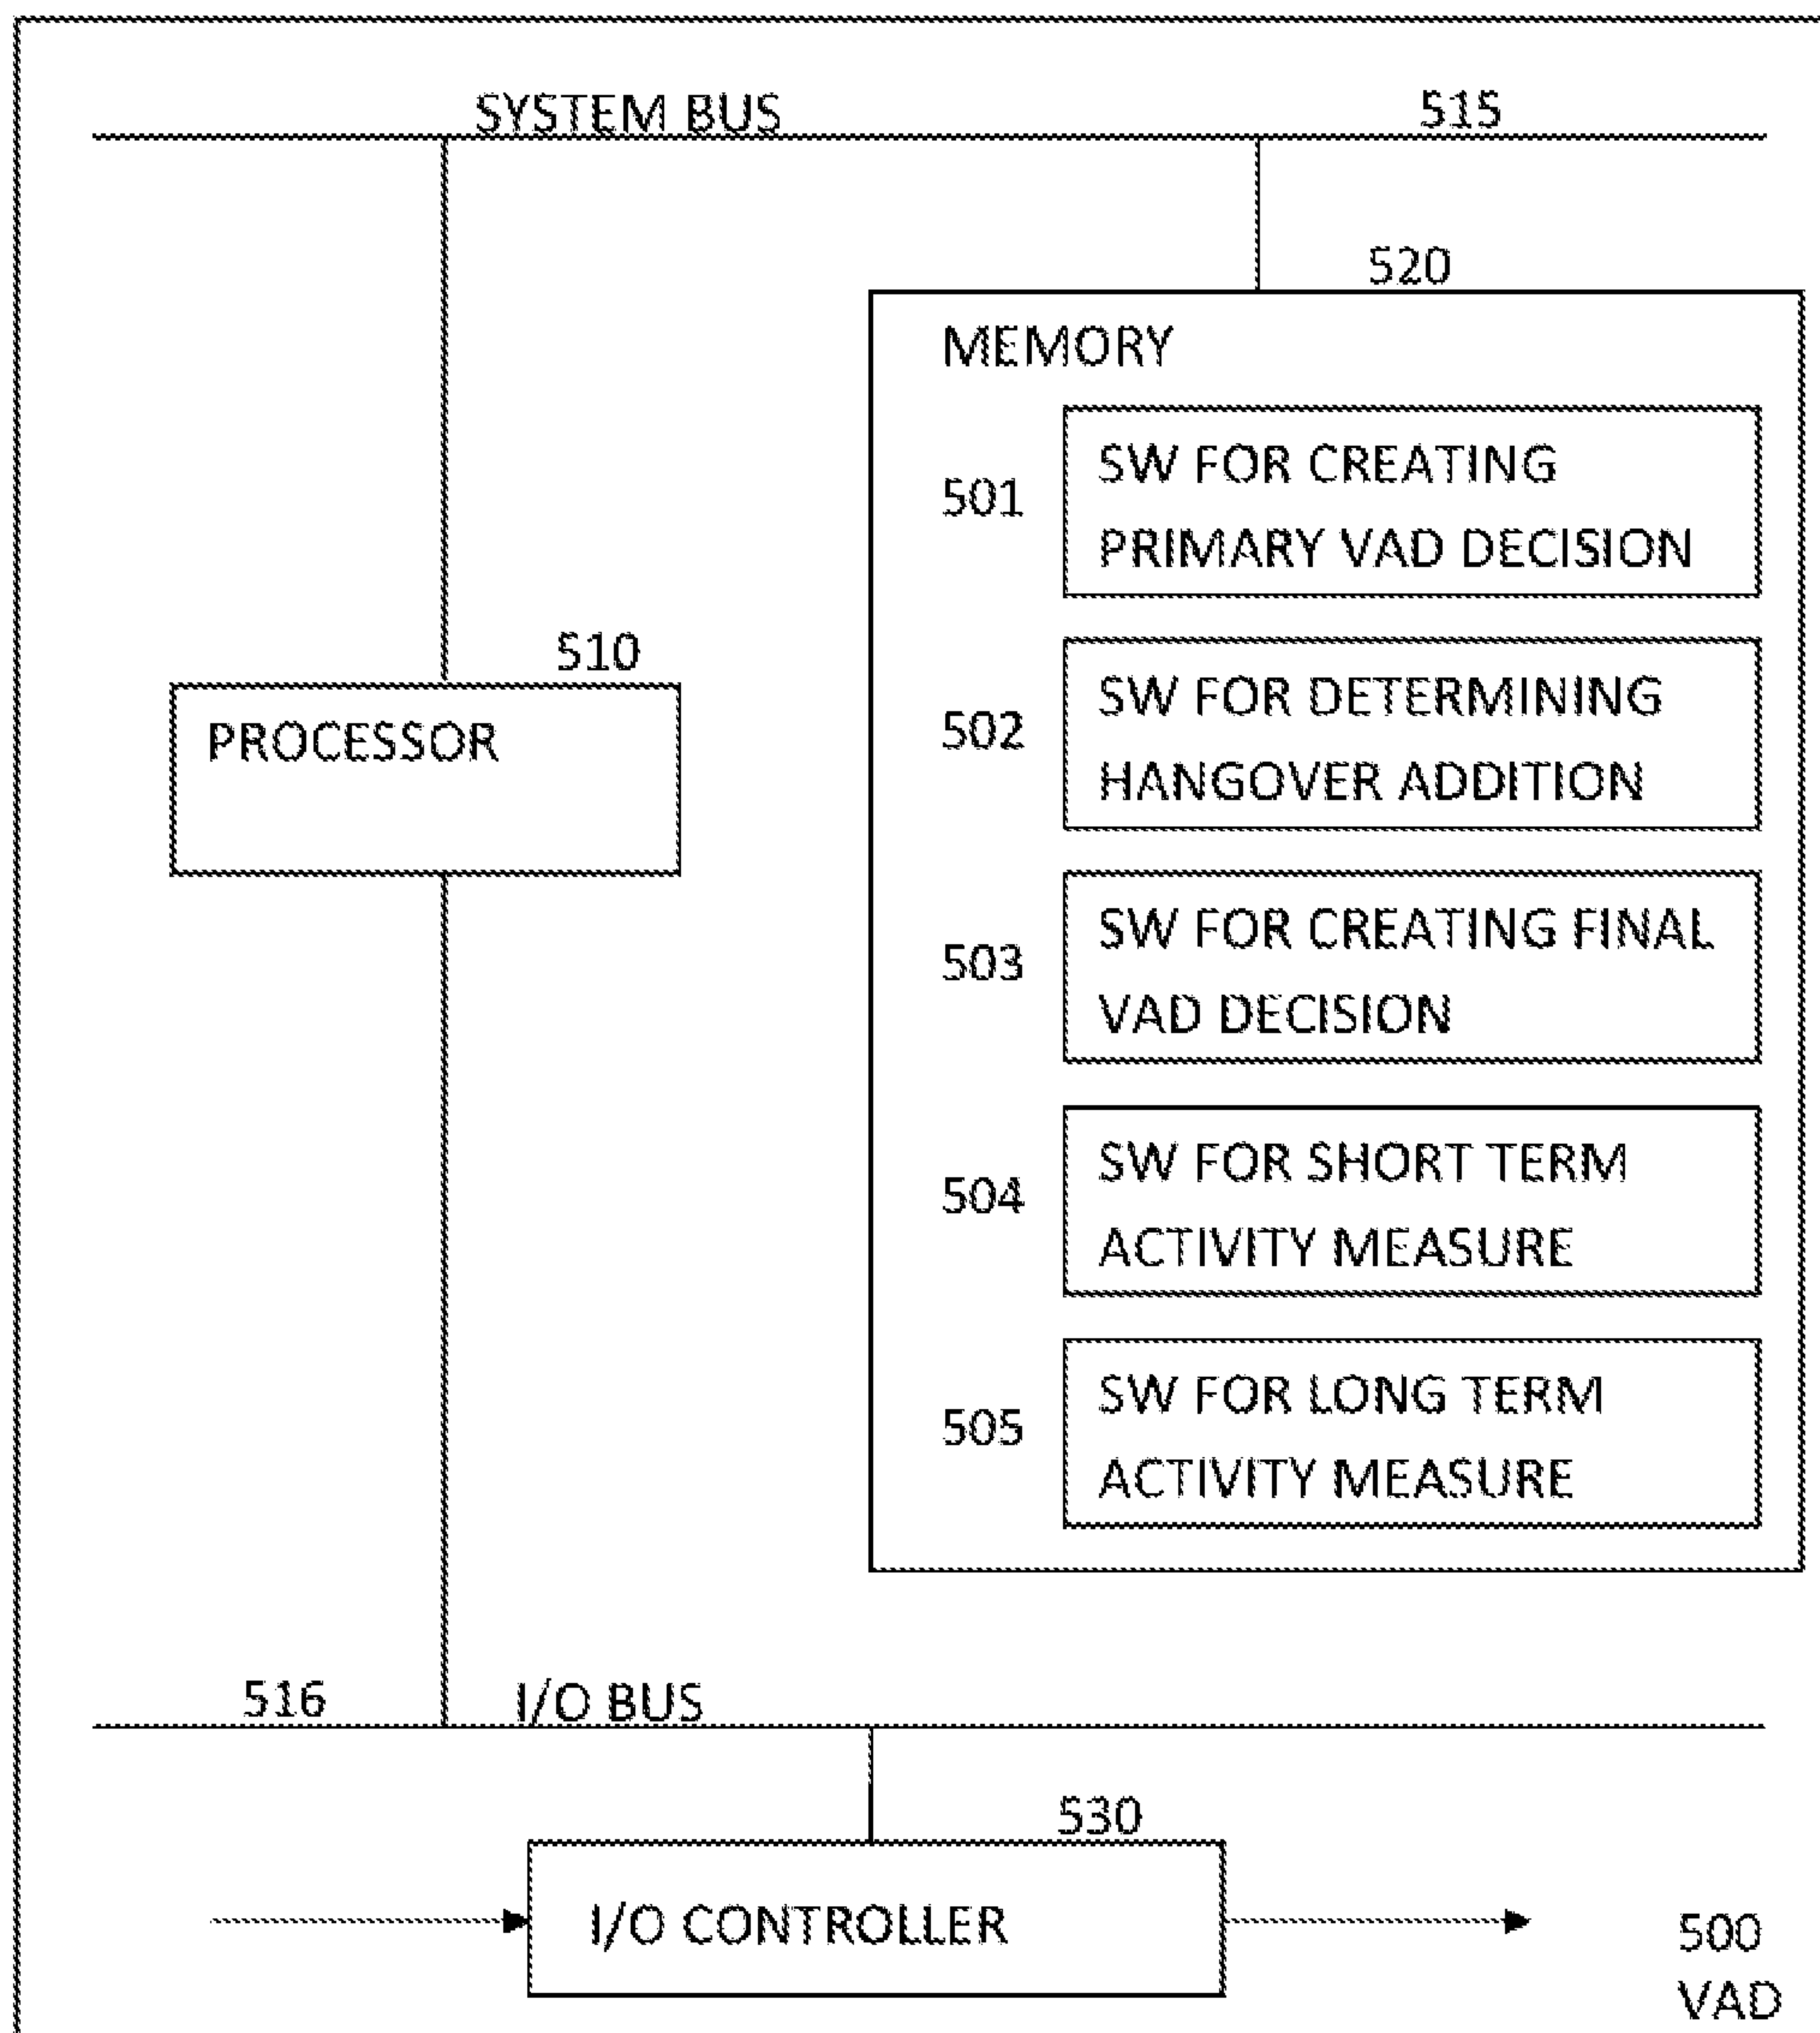 SYSTEM BUS
515
520
MEMORY
501
SW FOR CREATING
PRIMARY VAD DECISION
510
PROCESSOR
502
SW FOR DETERMINING
HANGOVER ADDITION
503
SW FOR CREATING FINAL
VAD DECISION
504
SW FOR SHORT TERM
ACTIVITY MEASURE
505
SW FOR LONG TERM
ACTIVITY MEASURE
516
I/O BUS
530
I/O CONTROLLER
500
VAD